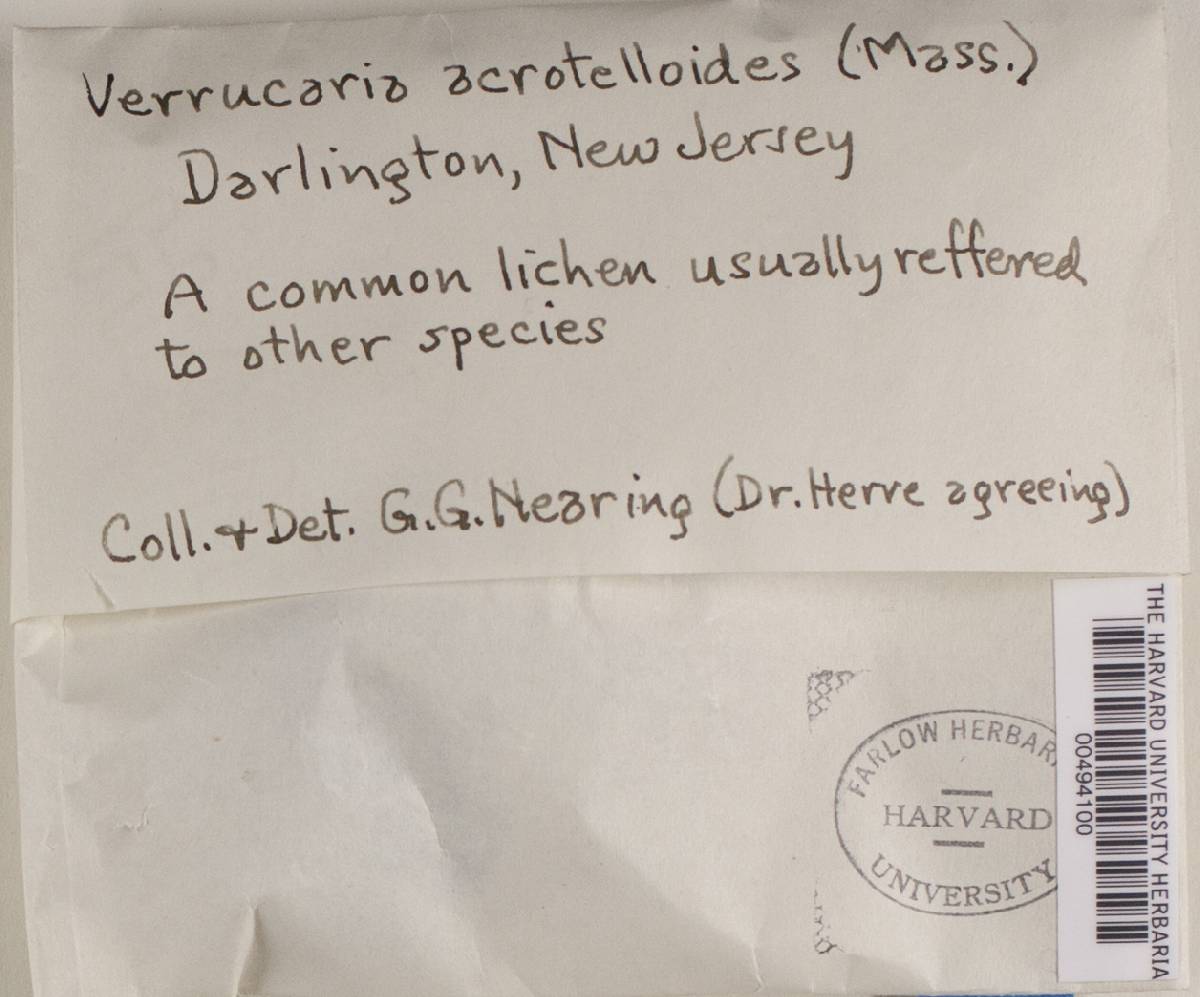 Verrucaria acrotelloides (Mass.)
Darlington, New Jersey
A common lichen usually reffered
to other species
Coll. + Det. G.G. Nearing (Dr. Herve agreeing)
FARLOW HERBAR
HARVARD
UNIVERSITY
THE HARVARD UNIVERSITY HERBARIA
00494100